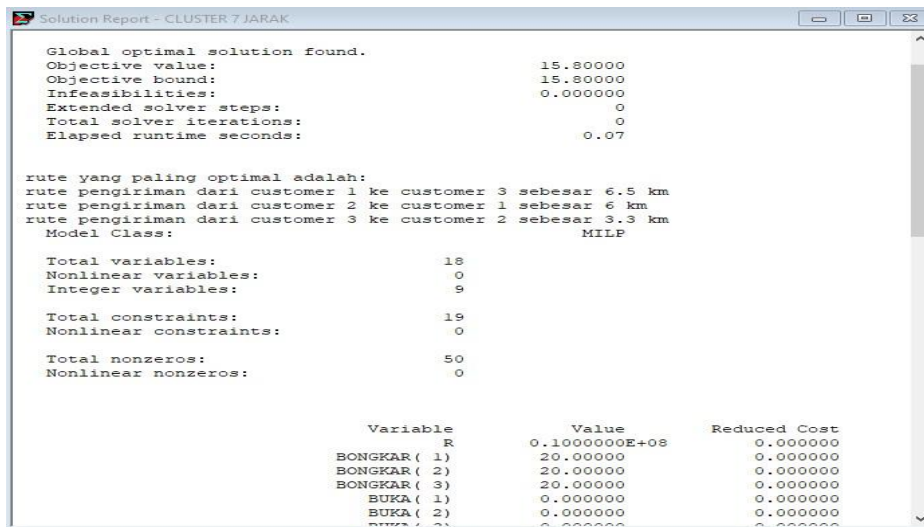 Solution Report - CLUSTER 7 JARAK
Global optimal solution found.
Objective value: 15.80000
Objective bound: 15.80000
Infeasibilities: 0.000000
Extended solver steps: 0
Total solver iterations: 0
Elapsed runtime seconds: 0.07
rute yang paling optimal adalah:
rute pengiriman dari customer 1 ke customer 3 sebesar 6.5 km
rute pengiriman dari customer 2 ke customer 1 sebesar 6 km
rute pengiriman dari customer 3 ke customer 2 sebesar 3.3 km
Model Class: MILP
Total variables: 18
Nonlinear variables: 0
Integer variables: 9
Total constraints: 19
Nonlinear constraints: 0
Total nonzeros: 50
Nonlinear nonzeros: 0
Variable Value Reduced Cost
R 0.1000000E+08 0.000000
BONGKAR( 1) 20.00000 0.000000
BONGKAR( 2) 20.00000 0.000000
BONGKAR( 3) 20.00000 0.000000
BUKA( 1) 0.000000 0.000000
BUKA( 2) 0.000000 0.000000